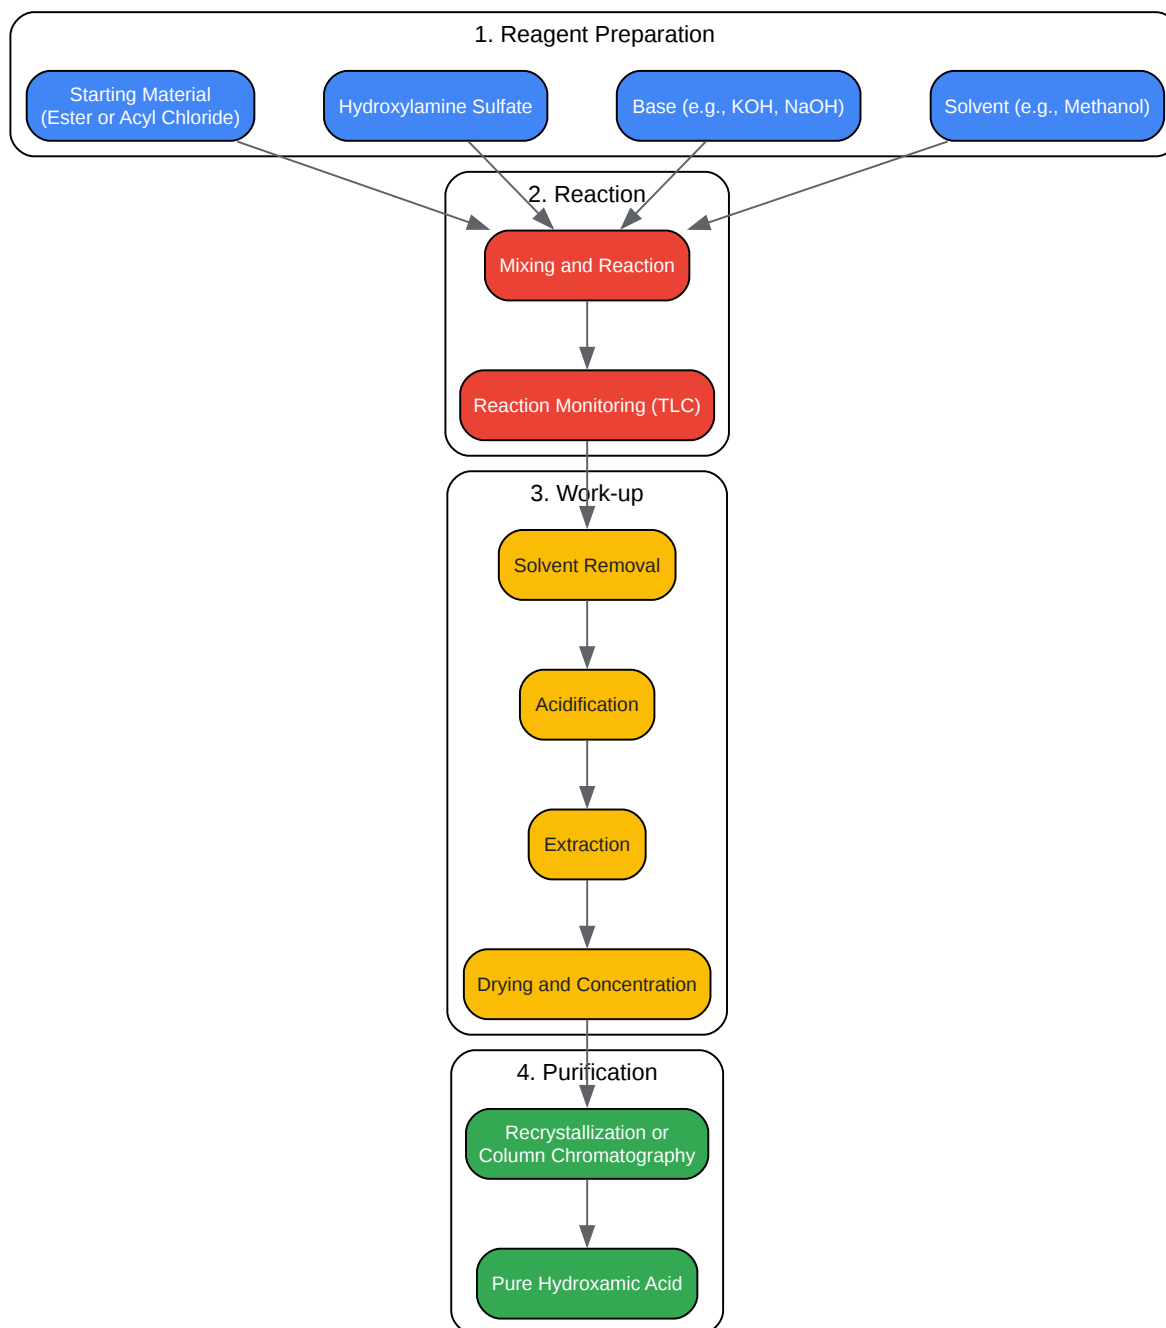 1. Reagent Preparation
Starting Material
(Ester or Acyl Chloride)
Hydroxylamine Sulfate
Base (e.g., KOH, NaOH)
Solvent (e.g., Methanol)
2. Reaction
Mixing and Reaction
Reaction Monitoring (TLC)
3. Work-up
Solvent Removal
Acidification
Extraction
Drying and Concentration
4. Purification
Recrystallization or
Column Chromatography
Pure Hydroxamic Acid